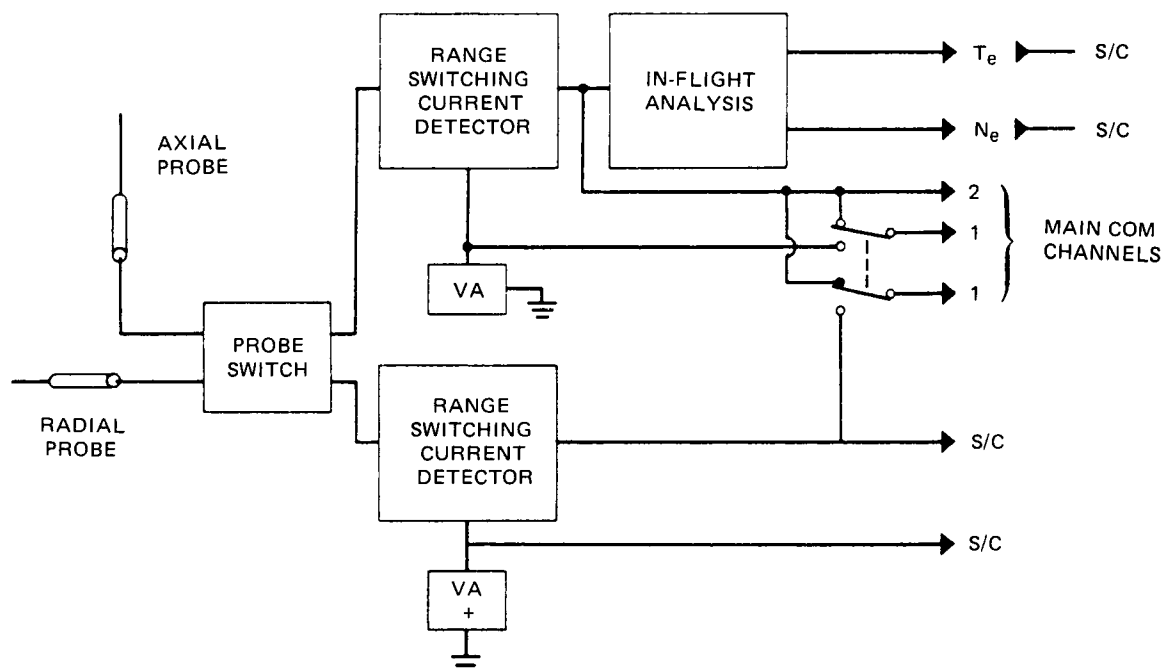 RANGE
SWITCHING
CURRENT
DETECTOR
IN-FLIGHT
ANALYSIS
Te S/C
Ne S/C
AXIAL
PROBE
2
1
1
MAIN COM
CHANNELS
VA
PROBE
SWITCH
RADIAL
PROBE
RANGE
SWITCHING
CURRENT
DETECTOR
S/C
S/C
VA
+